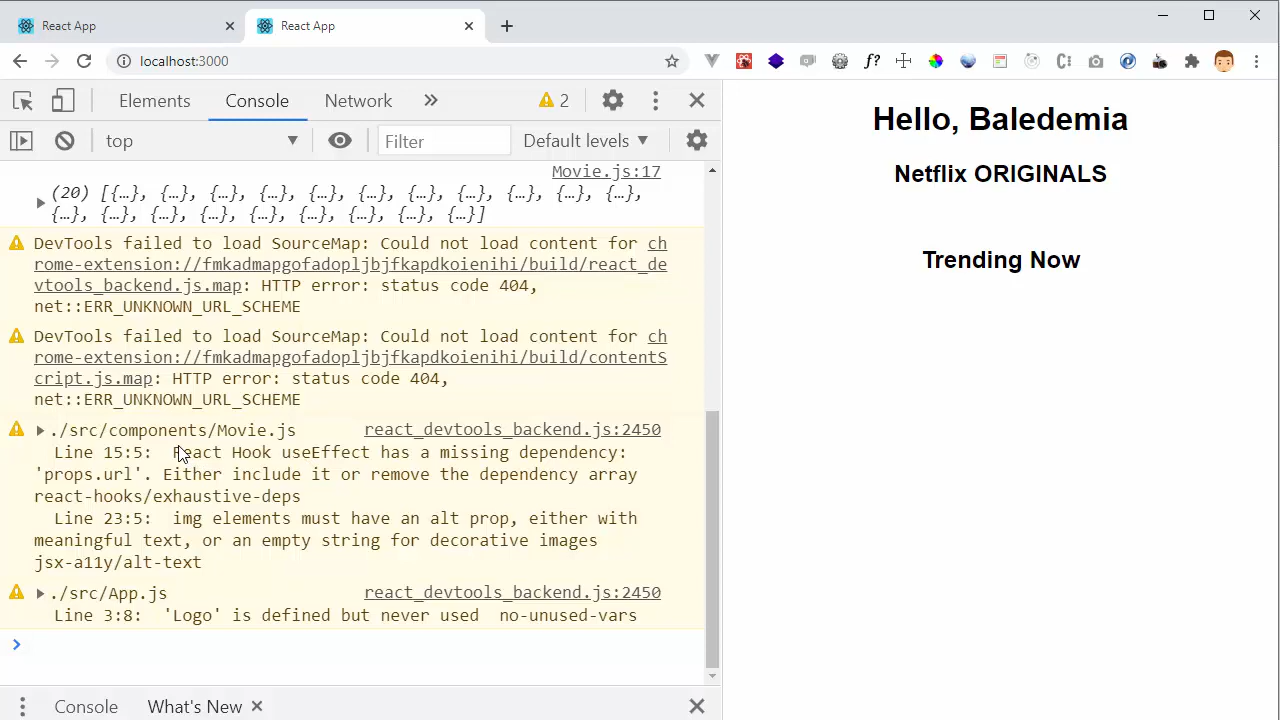 React App
React App
localhost:3000
f?
Elements
Console
Network
2
top
Filter
Default levels
Movie.js:17
(20) [{…}, {…}, {…}, {…}, {…}, {…}, {…}, {…}, {…}, {…}, {…},
{…}, {…}, {…}, {…}, {…}, {…}, {…}, {…}, {…}]
DevTools failed to load SourceMap: Could not load content for ch
rome-extension://fmkadmapgofadopljbjfkapdkoienihi/build/react_de
vtools_backend.js.map: HTTP error: status code 404,
net::ERR_UNKNOWN_URL_SCHEME
DevTools failed to load SourceMap: Could not load content for ch
rome-extension://fmkadmapgofadopljbjfkapdkoienihi/build/contentS
cript.js.map: HTTP error: status code 404,
net::ERR_UNKNOWN_URL_SCHEME
./src/components/Movie.js react_devtools_backend.js:2450
Line 15:5: React Hook useEffect has a missing dependency:
'props.url'. Either include it or remove the dependency array
react-hooks/exhaustive-deps
Line 23:5: img elements must have an alt prop, either with
meaningful text, or an empty string for decorative images
jsx-a11y/alt-text
./src/App.js react_devtools_backend.js:2450
Line 3:8: 'Logo' is defined but never used no-unused-vars
Console
What's New
Hello, Baledemia
Netflix ORIGINALS
Trending Now